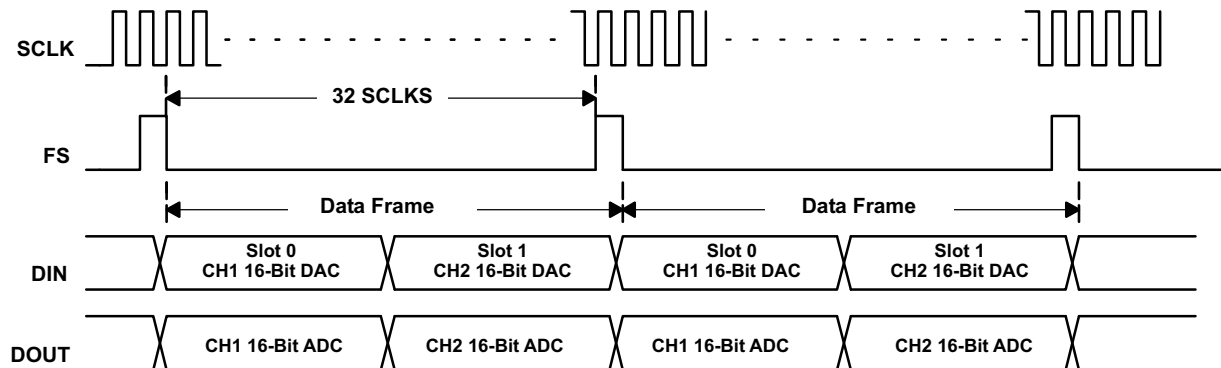 SCLK
32 SCLKS
FS
Data Frame
Data Frame
DIN
Slot 0
CH1 16-Bit DAC
Slot 1
CH2 16-Bit DAC
Slot 0
CH1 16-Bit DAC
Slot 1
CH2 16-Bit DAC
DOUT
CH1 16-Bit ADC
CH2 16-Bit ADC
CH1 16-Bit ADC
CH2 16-Bit ADC